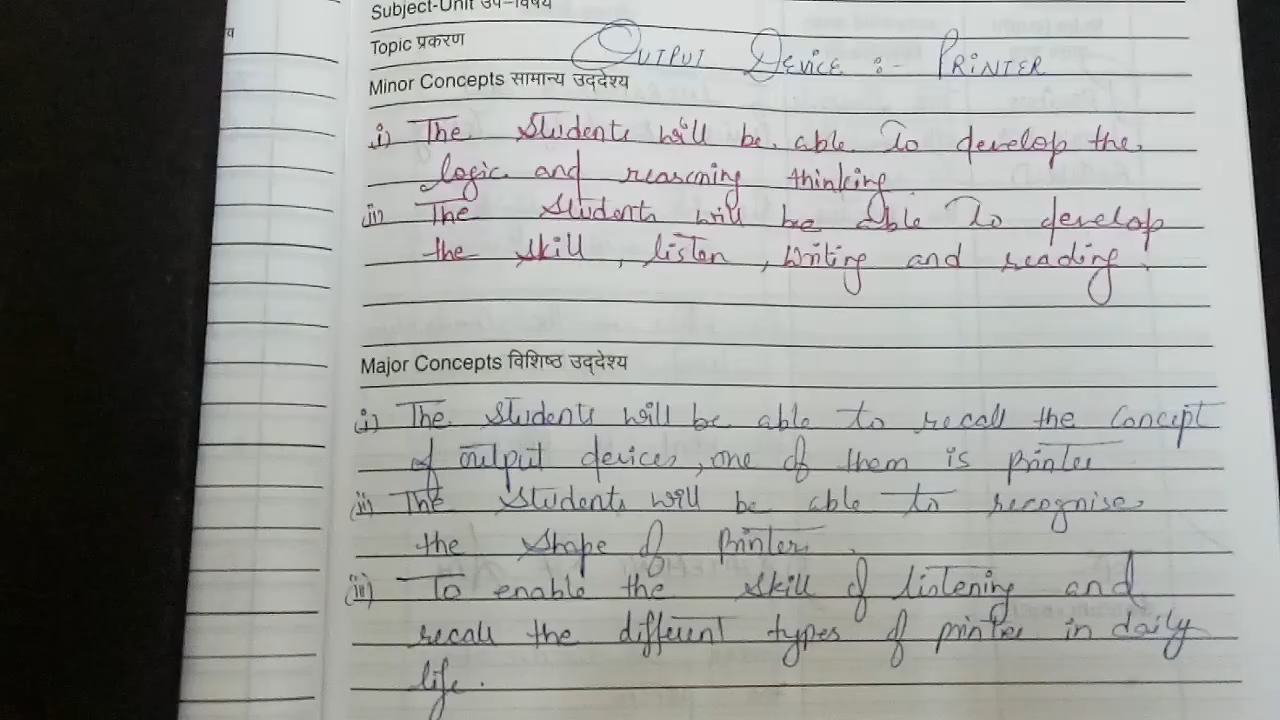 Subject-Unit उप-विषय
Topic प्रकरण OUTPUT DEVICE :- PRINTER
Minor Concepts सामान्य उद्देश्य
i) The students will be able To develop the
logic and reasoning thinking
ii) The students will be able To develop
the skill, listen, writing and reading.
Major Concepts विशिष्ठ उद्देश्य
i) The students will be able to recall the concept
of output devices, one of them is printer
(ii) The students will be able to recognise
the shape of Printer.
(iii) To enable the skill of listening and
recall the different types of printer in daily
life.